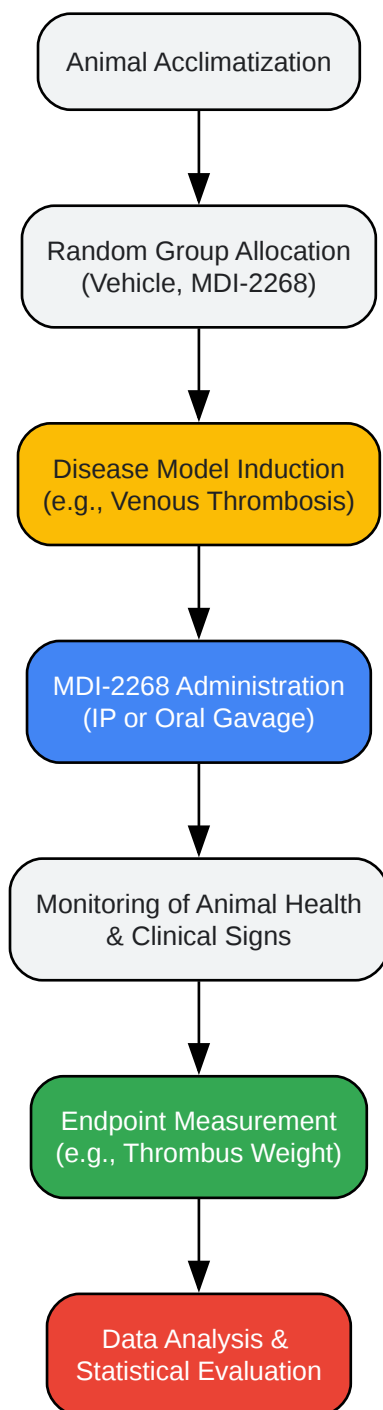 Animal Acclimatization
Random Group Allocation
(Vehicle, MDI-2268)
Disease Model Induction
(e.g., Venous Thrombosis)
MDI-2268 Administration
(IP or Oral Gavage)
Monitoring of Animal Health
& Clinical Signs
Endpoint Measurement
(e.g., Thrombus Weight)
Data Analysis &
Statistical Evaluation